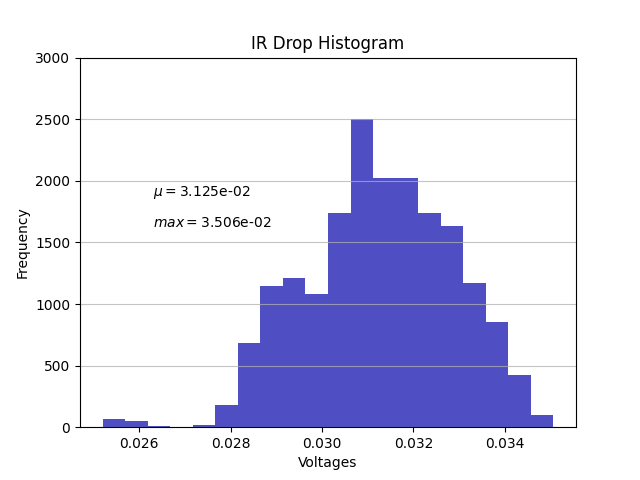 IR Drop Histogram
3000
2500
2000
1500
1000
500
0
Frequency
μ = 3.125e-02
max = 3.506e-02
0.026 0.028 0.030 0.032 0.034
Voltages